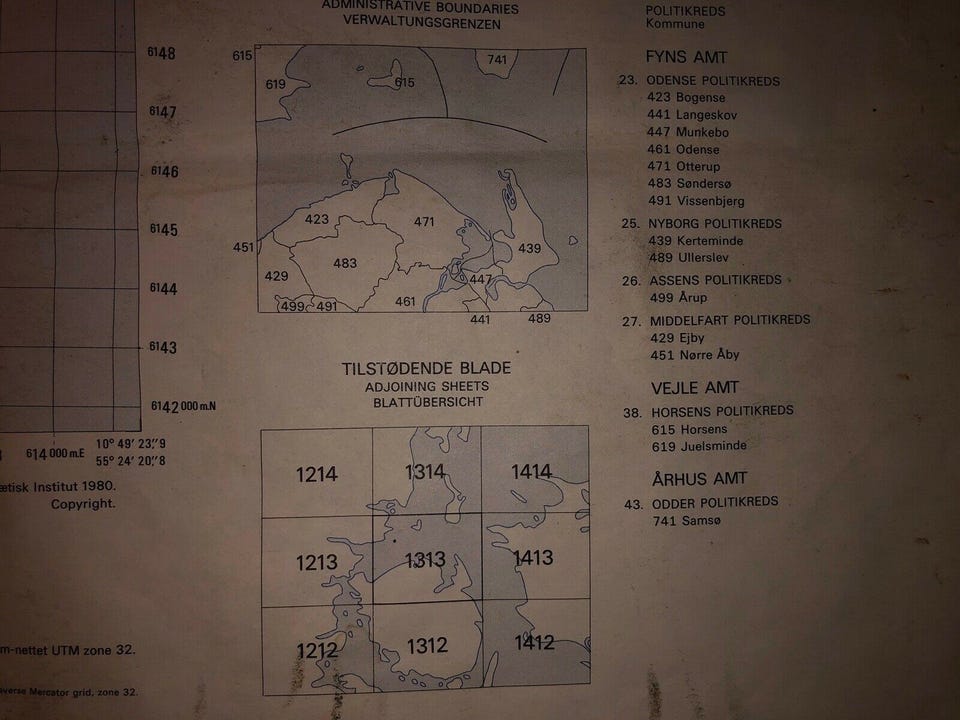 6148
6147
6146
6145
6144
6143
6142 000 m.N
614 000 m.E
10° 49′ 23,″9
55° 24′ 20,″8
Institut 1980.
Copyright.
UTM zone 32.
Mercator grid, zone 32.
ADMINISTRATIVE BOUNDARIES
VERWALTUNGSGRENZEN
615
741
619
615
423
471
451
439
483
429
447
499
491
461
441
489
TILSTØDENDE BLADE
ADJOINING SHEETS
BLATTÜBERSICHT
1214
1314
1414
1213
1313
1413
1212
1312
1412
POLITIKREDS
Kommune
FYNS AMT
23. ODENSE POLITIKREDS
423 Bogense
441 Langeskov
447 Munkebo
461 Odense
471 Otterup
483 Søndersø
491 Vissenbjerg
25. NYBORG POLITIKREDS
439 Kerteminde
489 Ullerslev
26. ASSENS POLITIKREDS
499 Årup
27. MIDDELFART POLITIKREDS
429 Ejby
451 Nørre Åby
VEJLE AMT
38. HORSENS POLITIKREDS
615 Horsens
619 Juelsminde
ÅRHUS AMT
43. ODDER POLITIKREDS
741 Samsø